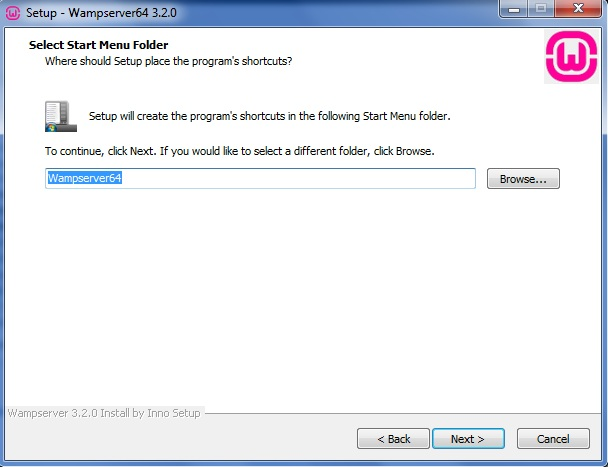 Setup - Wampserver64 3.2.0
Select Start Menu Folder
Where should Setup place the program's shortcuts?
Setup will create the program's shortcuts in the following Start Menu folder.
To continue, click Next. If you would like to select a different folder, click Browse.
Wampserver64
Browse...
Wampserver 3.2.0 Install by Inno Setup
< Back
Next >
Cancel